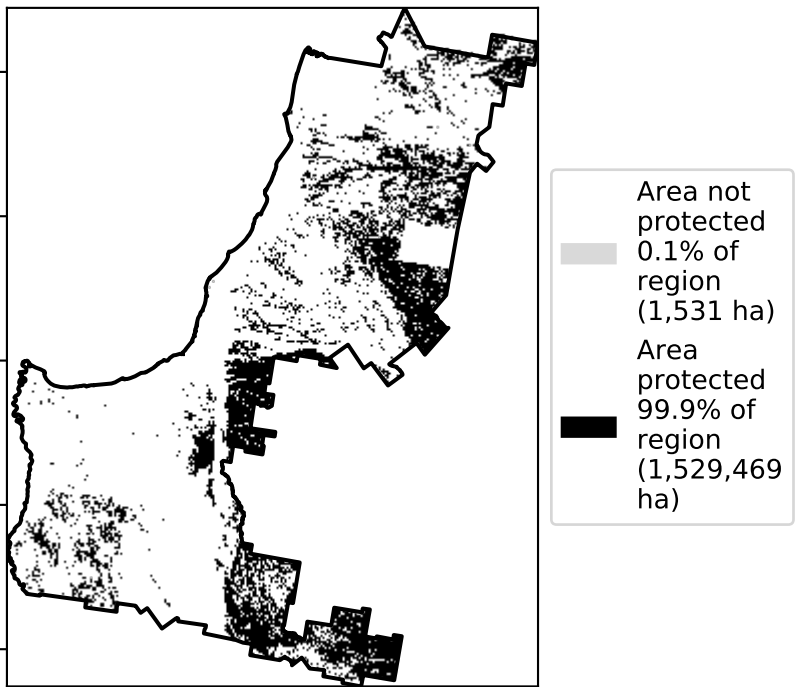 Area not
protected
0.1% of
region
(1,531 ha)
Area
protected
99.9% of
region
(1,529,469
ha)